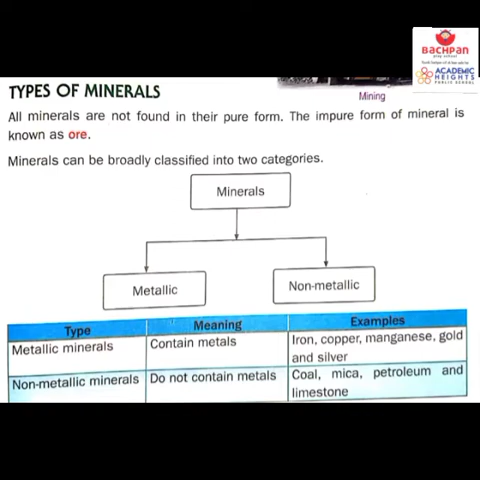 BACHPAN
ACADEMIC
HEIGHTS
PUBLIC SCHOOL
Mining
TYPES OF MINERALS
All minerals are not found in their pure form. The impure form of mineral is
known as ore.
Minerals can be broadly classified into two categories.
Minerals
Metallic
Non-metallic
Type Meaning Examples
Metallic minerals Contain metals Iron, copper, manganese, gold
and silver
Non-metallic minerals Do not contain metals Coal, mica, petroleum and
limestone